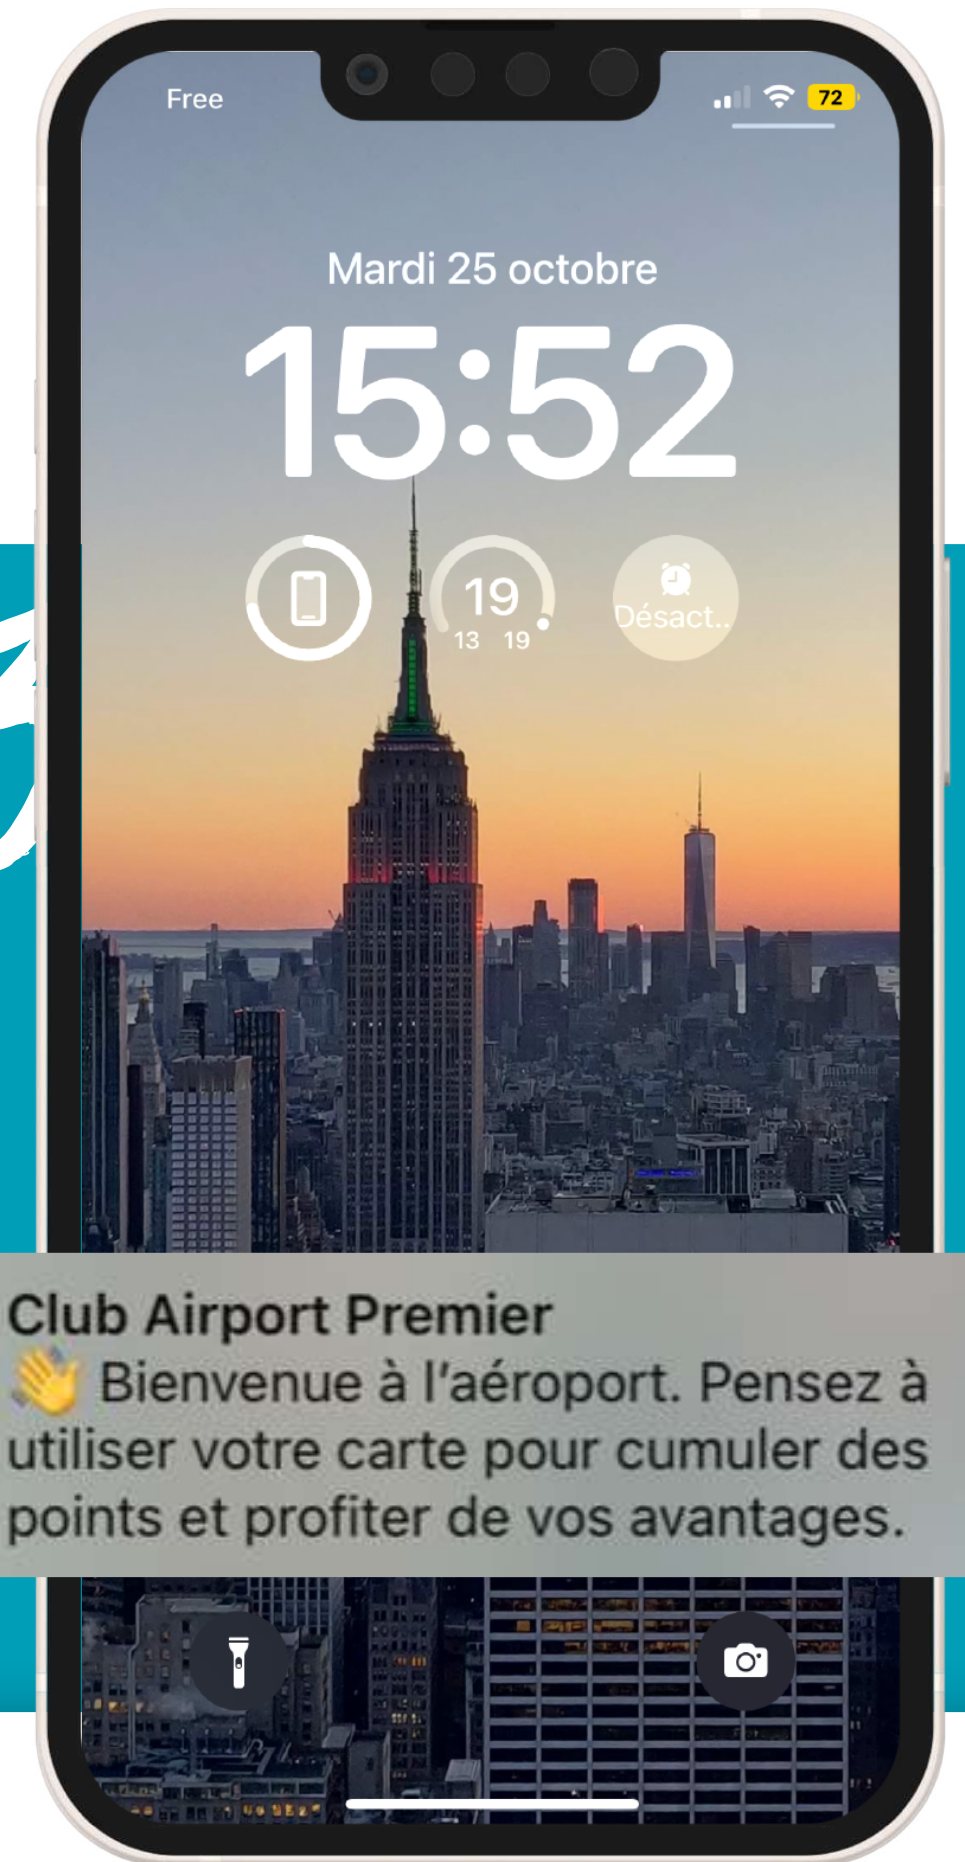 Free
72
Mardi 25 octobre
15:52
19
13 19
Désact..
Club Airport Premier
👋 Bienvenue à l'aéroport. Pensez à
utiliser votre carte pour cumuler des
points et profiter de vos avantages.